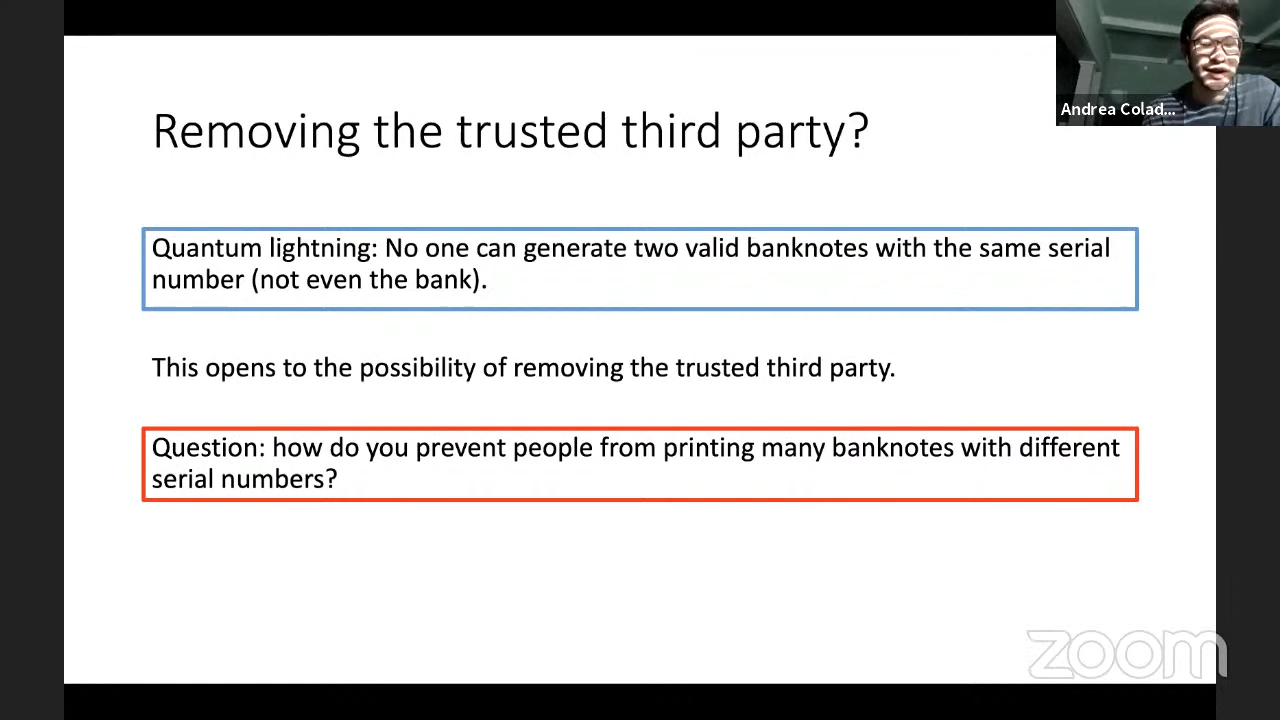 Andrea Colad...
Removing the trusted third party?
Quantum lightning: No one can generate two valid banknotes with the same serial
number (not even the bank).
This opens to the possibility of removing the trusted third party.
Question: how do you prevent people from printing many banknotes with different
serial numbers?
zoom